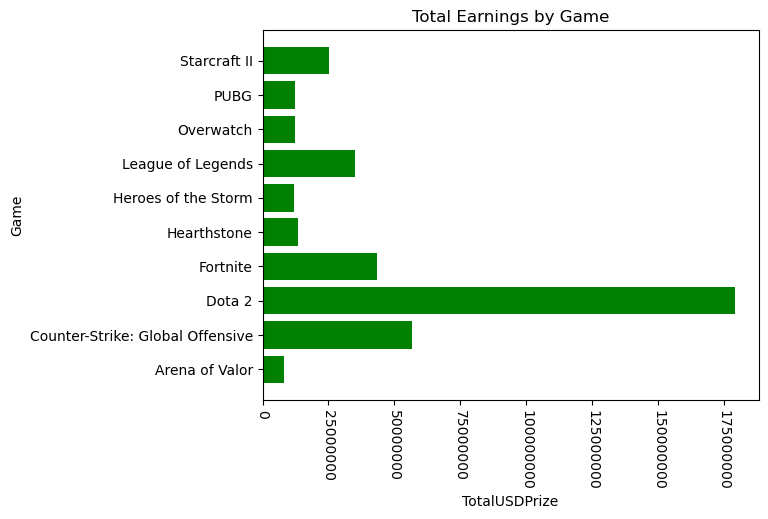 Total Earnings by Game
Starcraft II
PUBG
Overwatch
League of Legends
Heroes of the Storm
Hearthstone
Fortnite
Dota 2
Counter-Strike: Global Offensive
Arena of Valor
Game
0
25000000
50000000
75000000
100000000
125000000
150000000
175000000
TotalUSDPrize